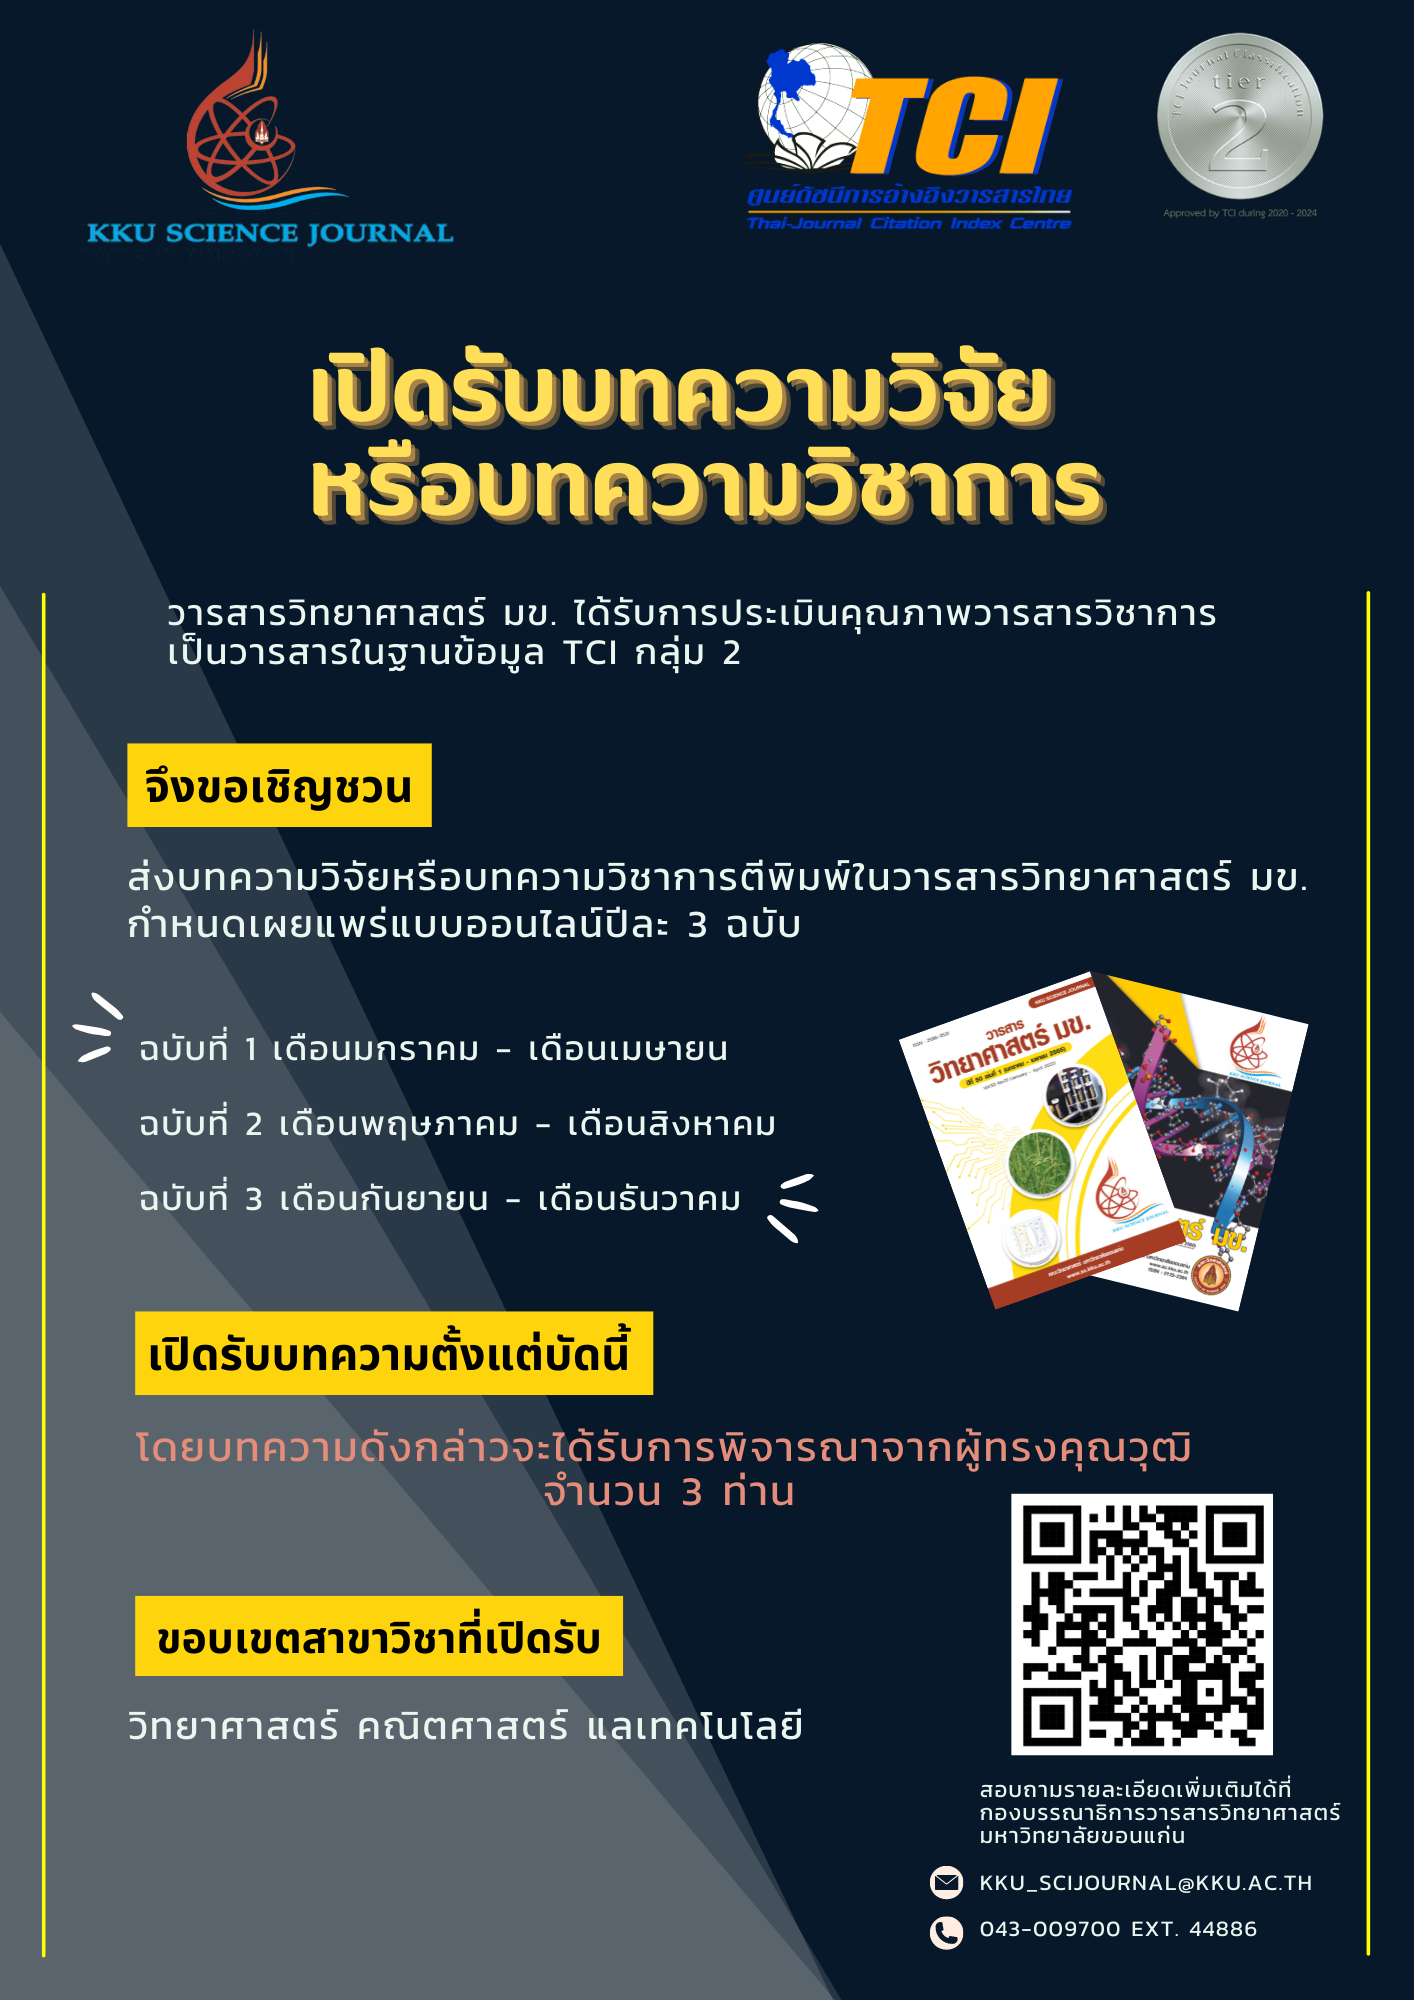 KKU SCIENCE JOURNAL
TCI
ศูนย์ดัชนีการอ้างอิงวารสารไทย
Thai-Journal Citation Index Centre
TCI Journal Classification
tier
2
Approved by TCI during 2020 - 2024
เปิดรับบทความวิจัย
หรือบทความวิชาการ
วารสารวิทยาศาสตร์ มข. ได้รับการประเมินคุณภาพวารสารวิชาการ
เป็นวารสารในฐานข้อมูล TCI กลุ่ม 2
จึงขอเชิญชวน
ส่งบทความวิจัยหรือบทความวิชาการตีพิมพ์ในวารสารวิทยาศาสตร์ มข.
กำหนดเผยแพร่แบบออนไลน์ปีละ 3 ฉบับ
ฉบับที่ 1 เดือนมกราคม - เดือนเมษายน
ฉบับที่ 2 เดือนพฤษภาคม - เดือนสิงหาคม
ฉบับที่ 3 เดือนกันยายน - เดือนธันวาคม
KKU SCIENCE JOURNAL
วารสาร
วิทยาศาสตร์ มข.
KKU SCIENCE JOURNAL
www.sc.kku.ac.th
KKU SCIENCE JOURNAL
มข.
เปิดรับบทความตั้งแต่บัดนี้
โดยบทความดังกล่าวจะได้รับการพิจารณาจากผู้ทรงคุณวุฒิ
จำนวน 3 ท่าน
ขอบเขตสาขาวิชาที่เปิดรับ
วิทยาศาสตร์ คณิตศาสตร์ แลเทคโนโลยี
สอบถามรายละเอียดเพิ่มเติมได้ที่
กองบรรณาธิการวารสารวิทยาศาสตร์
มหาวิทยาลัยขอนแก่น
KKU_SCIJOURNAL@KKU.AC.TH
043-009700 EXT. 44886